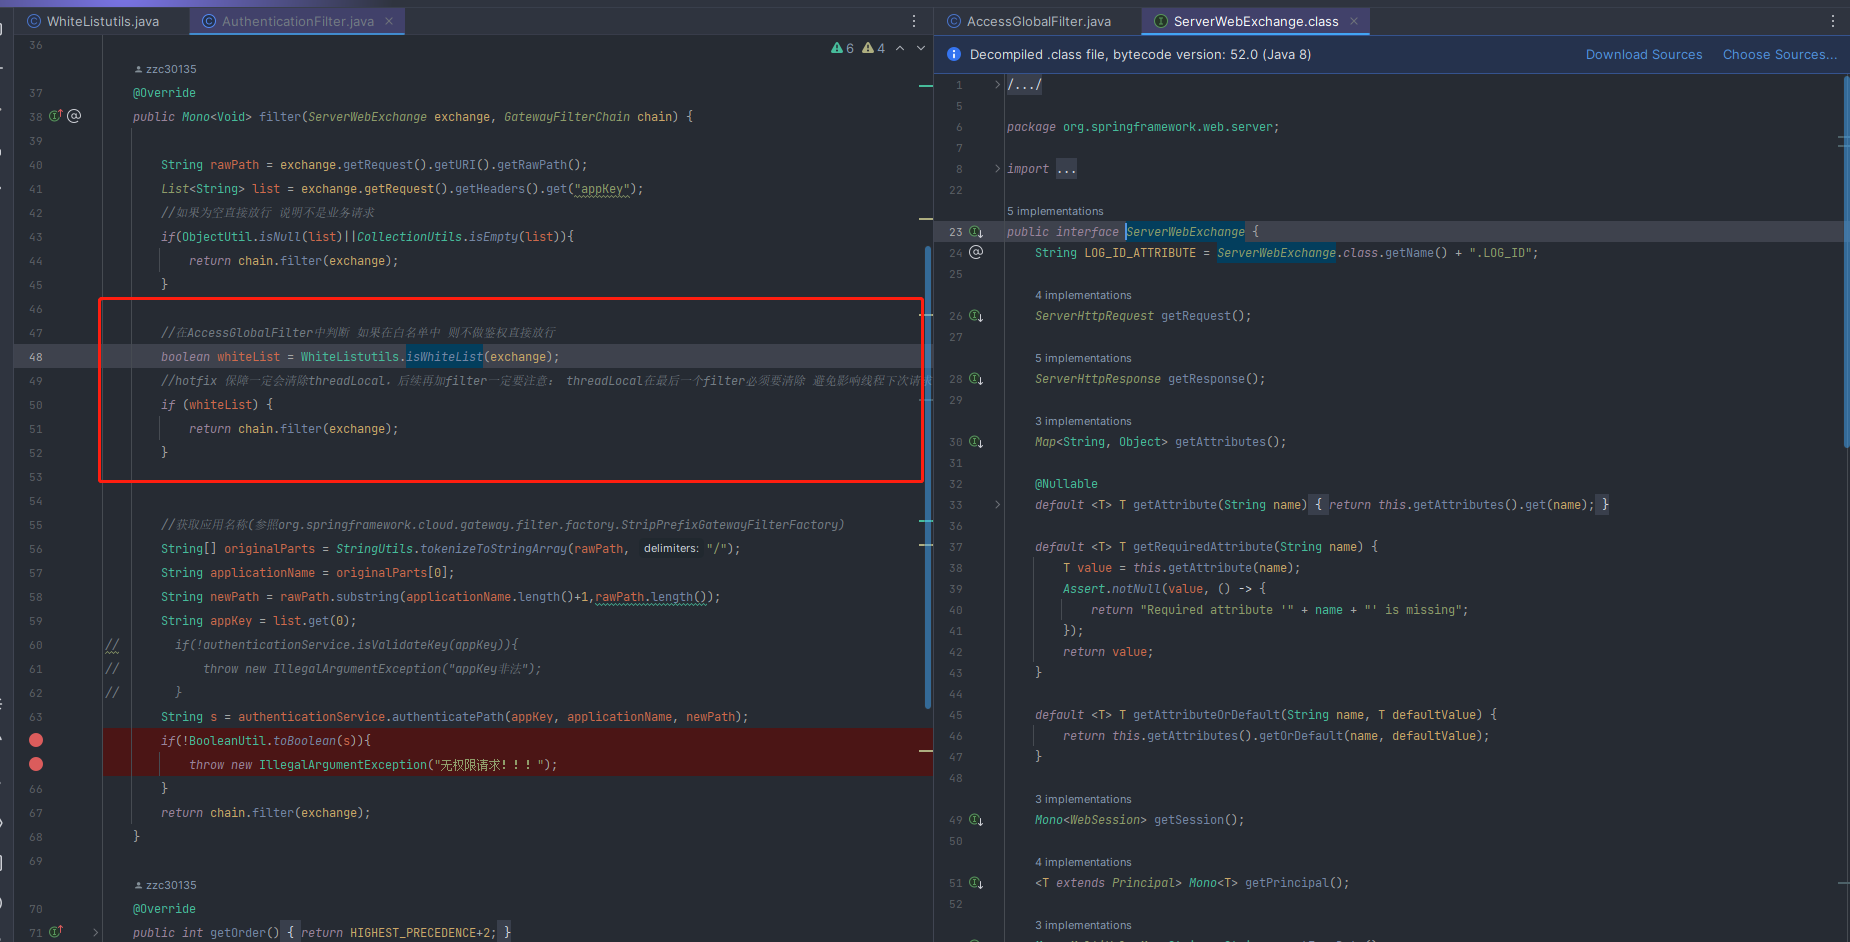 WhiteListutils.java
AuthenticationFilter.java
6 4
36
zzc30135
37 @Override
38 public Mono<Void> filter(ServerWebExchange exchange, GatewayFilterChain chain) {
39
40 String rawPath = exchange.getRequest().getURI().getRawPath();
41 List<String> list = exchange.getRequest().getHeaders().get("appKey");
42 //如果为空直接放行 说明不是业务请求
43 if(ObjectUtil.isNull(list)||CollectionUtils.isEmpty(list)){
44 return chain.filter(exchange);
45 }
46
47 //在AccessGlobalFilter中判断 如果在白名单中 则不做鉴权直接放行
48 boolean whiteList = WhiteListutils.isWhiteList(exchange);
49 //hotfix 保障一定会清除threadLocal，后续再加filter一定要注意： threadLocal在最后一个filter必须要清除 避免影响线程下次请求
50 if (whiteList) {
51 return chain.filter(exchange);
52 }
53
54
55 //获取应用名称(参照org.springframework.cloud.gateway.filter.factory.StripPrefixGatewayFilterFactory)
56 String[] originalParts = StringUtils.tokenizeToStringArray(rawPath, delimiters: "/");
57 String applicationName = originalParts[0];
58 String newPath = rawPath.substring(applicationName.length()+1,rawPath.length());
59 String appKey = list.get(0);
60 // if(!authenticationService.isValidateKey(appKey)){
61 // throw new IllegalArgumentException("appKey非法");
62 // }
63 String s = authenticationService.authenticatePath(appKey, applicationName, newPath);
if(!BooleanUtil.toBoolean(s)){
throw new IllegalArgumentException("无权限请求！！！");
66 }
67 return chain.filter(exchange);
68 }
69
zzc30135
70 @Override
71 public int getOrder() { return HIGHEST_PRECEDENCE+2; }
AccessGlobalFilter.java
ServerWebExchange.class
Decompiled .class file, bytecode version: 52.0 (Java 8) Download Sources Choose Sources...
1 /.../
5
6 package org.springframework.web.server;
7
8 import ...
22
5 implementations
23 public interface ServerWebExchange {
24 String LOG_ID_ATTRIBUTE = ServerWebExchange.class.getName() + ".LOG_ID";
25
4 implementations
26 ServerHttpRequest getRequest();
27
5 implementations
28 ServerHttpResponse getResponse();
29
3 implementations
30 Map<String, Object> getAttributes();
31
32 @Nullable
33 default <T> T getAttribute(String name) { return this.getAttributes().get(name); }
36
37 default <T> T getRequiredAttribute(String name) {
38 T value = this.getAttribute(name);
39 Assert.notNull(value, () -> {
40 return "Required attribute '" + name + "' is missing";
41 });
42 return value;
43 }
44
45 default <T> T getAttributeOrDefault(String name, T defaultValue) {
46 return this.getAttributes().getOrDefault(name, defaultValue);
47 }
48
3 implementations
49 Mono<WebSession> getSession();
50
4 implementations
51 <T extends Principal> Mono<T> getPrincipal();
52
3 implementations